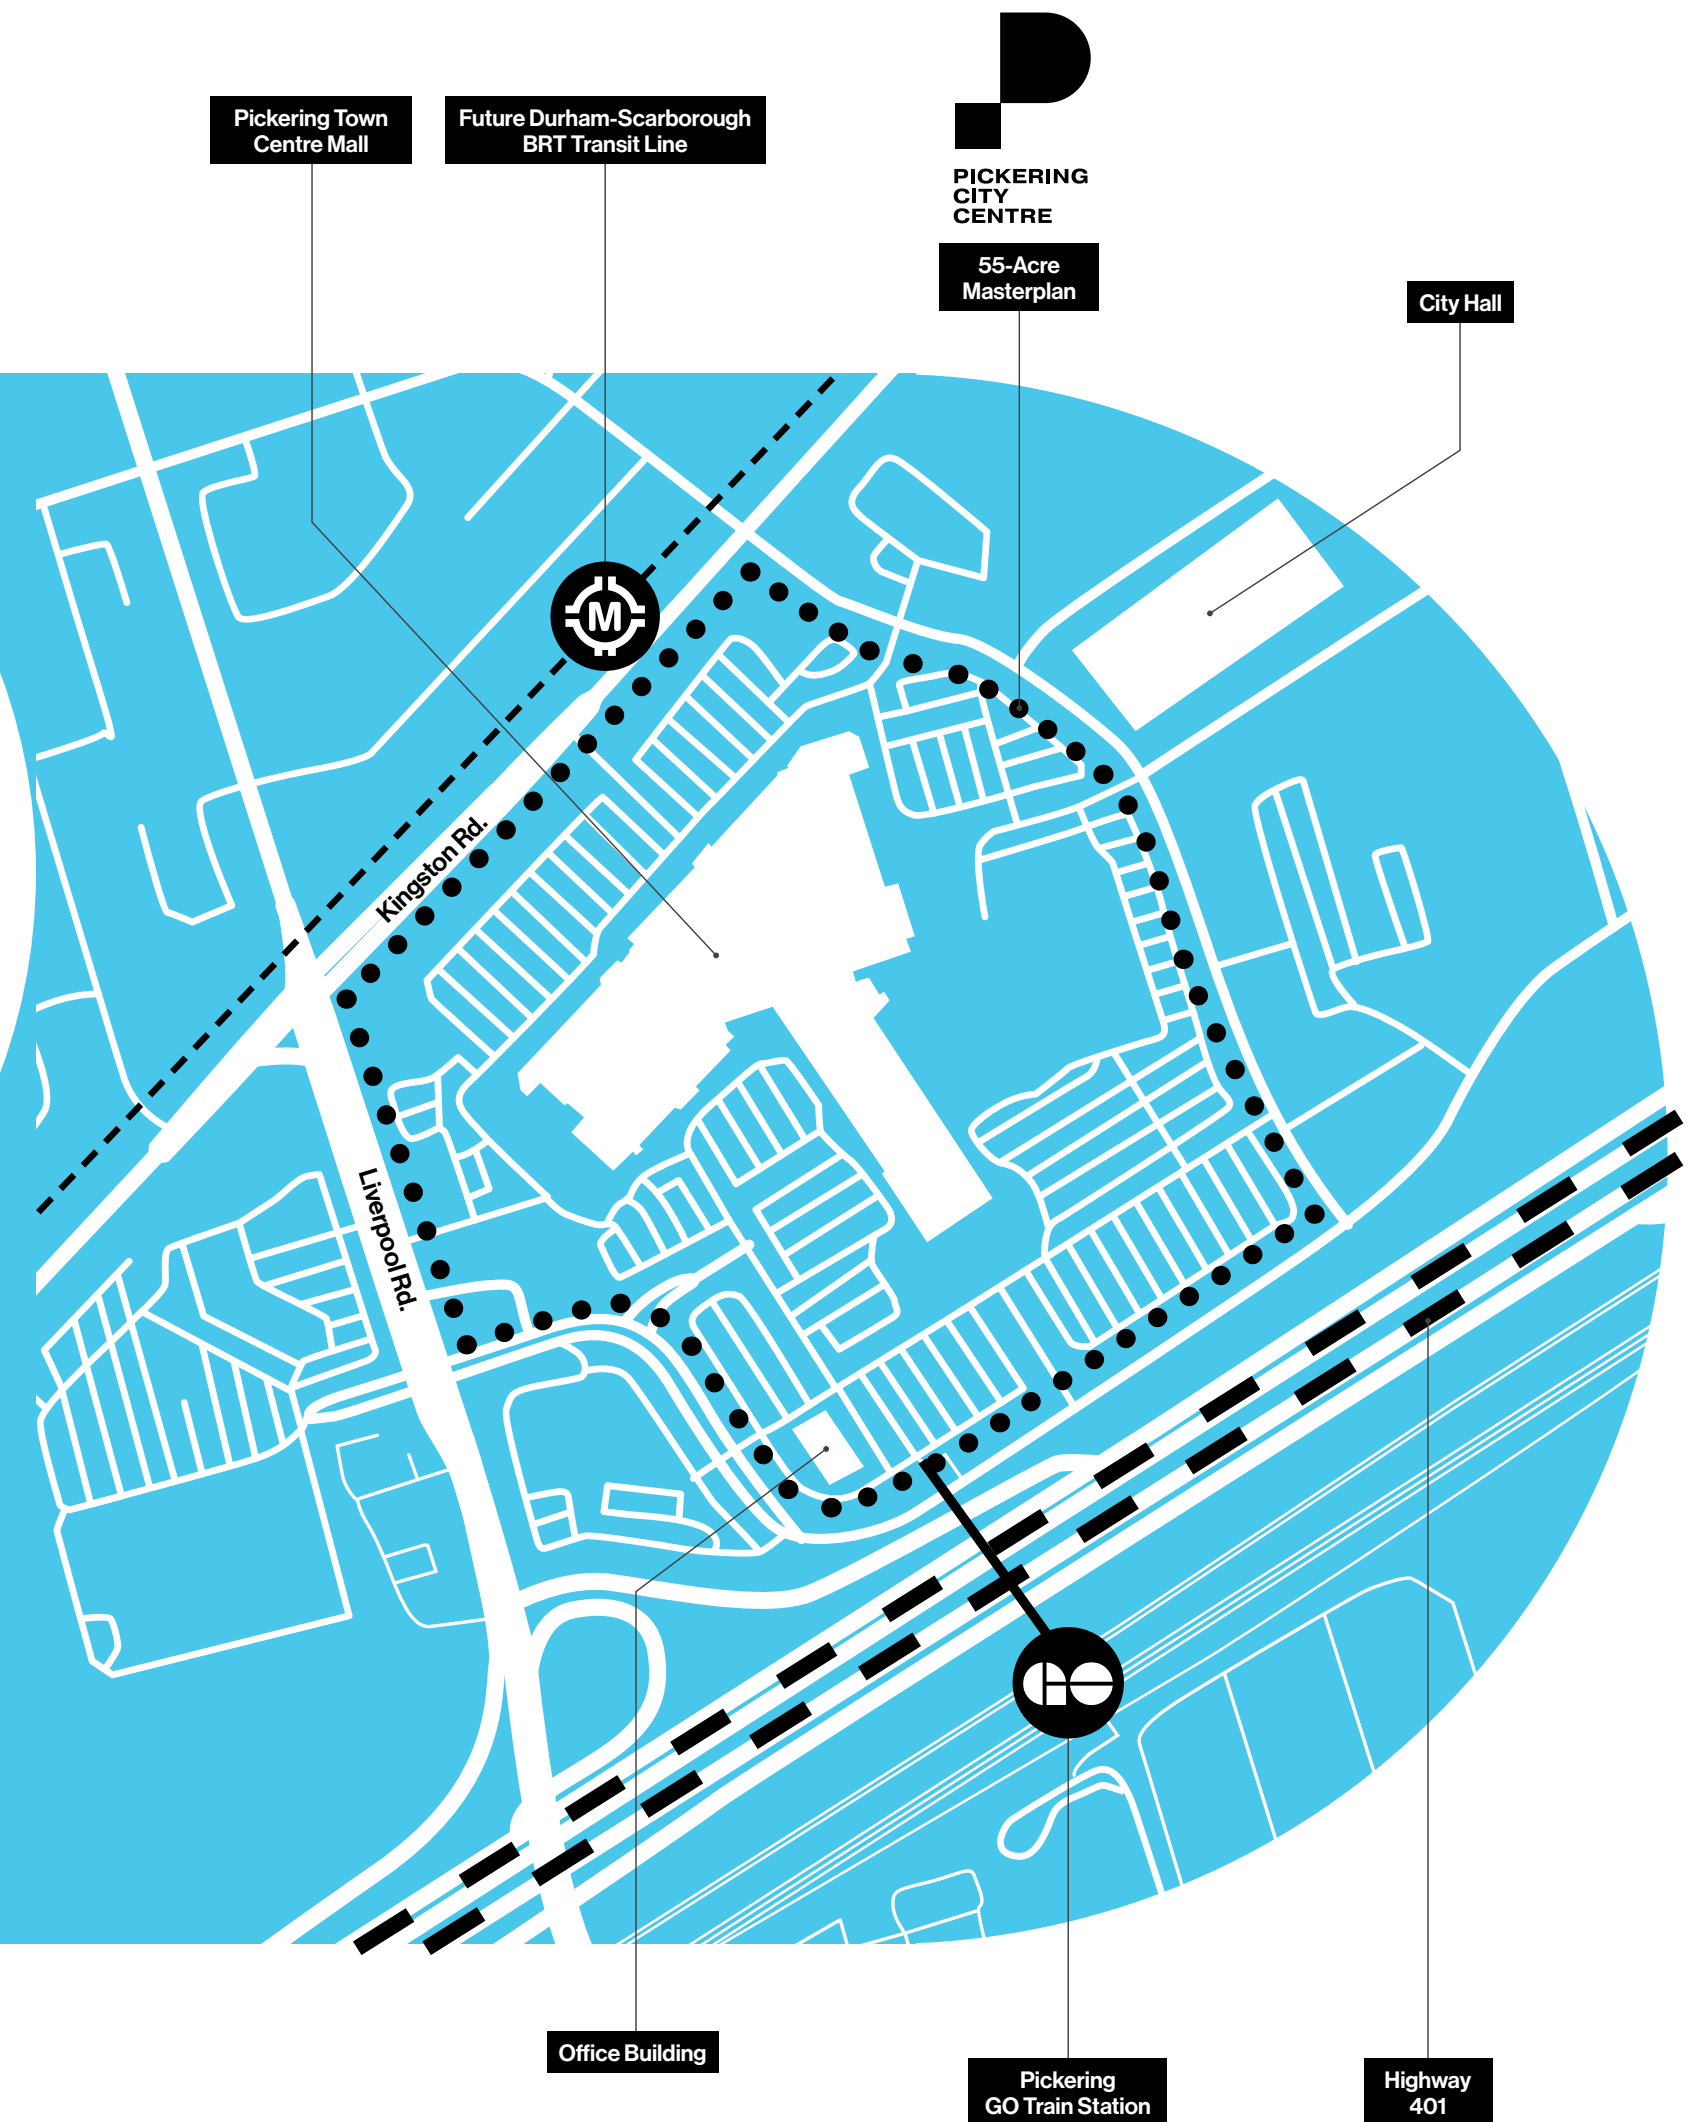 PICKERING
CITY
CENTRE
Pickering Town
Centre Mall
Future Durham-Scarborough
BRT Transit Line
55-Acre
Masterplan
City Hall
M
Kingston Rd.
Liverpool Rd.
GO
Office Building
Pickering
GO Train Station
Highway
401